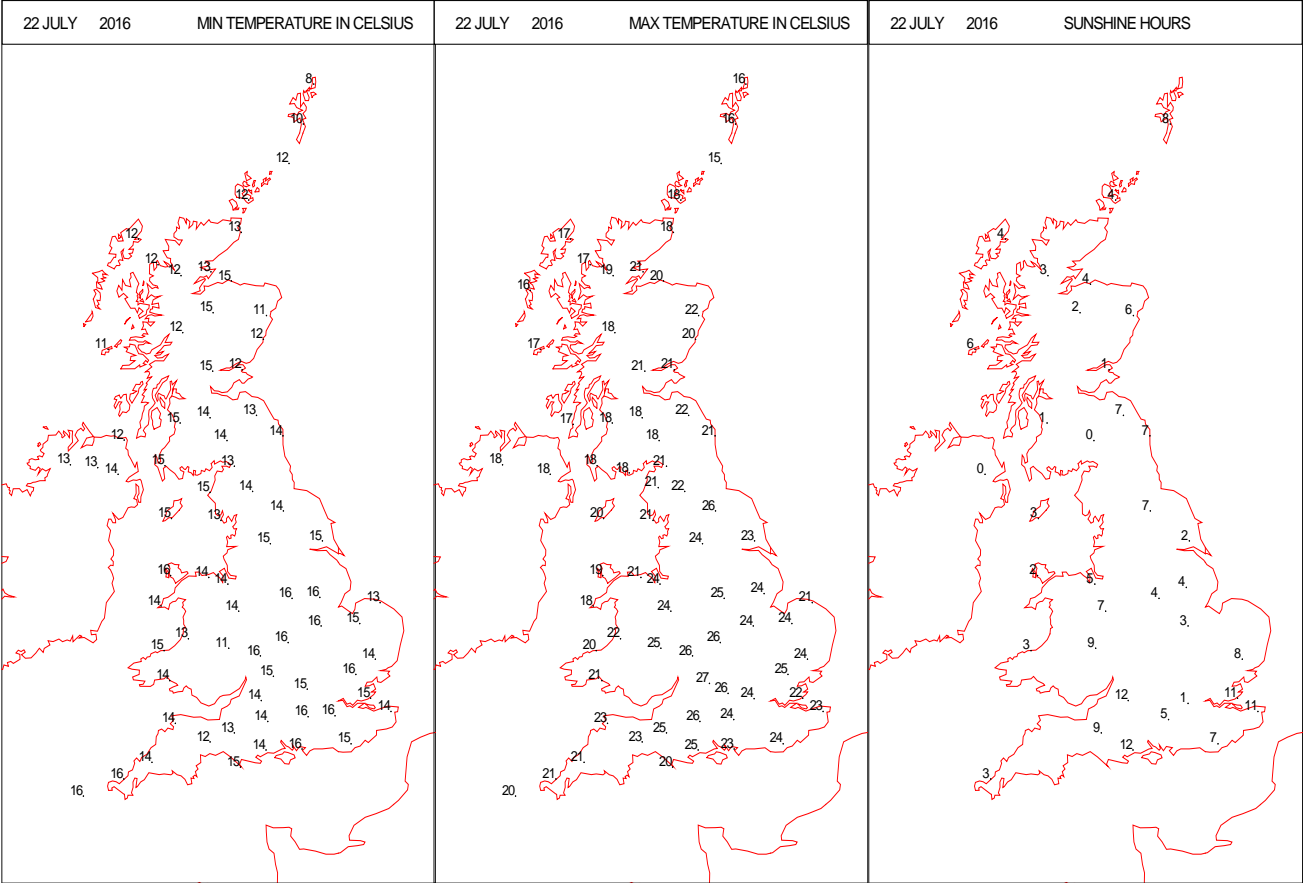 22 JULY 2016 MIN TEMPERATURE IN CELSIUS
8
10
12
12
13
12
12
12 13
15
15 11
12 12
11
15 12
15 14 13
12 14 14
13 13 14 15 13
15 14
15 13 14
15 15
16 14 14
14 14 16 16 13
16 15
13 16
15 11 16 14
14 15 16
14 15 15
14
14 14 16 16
12 13
14 16 15
14 15
16
16
22 JULY 2016 MAX TEMPERATURE IN CELSIUS
16
16
15
18
17
17 19 21
20
16
22
18 20
17
21 21
17 18 18 22
18 21
18 18 18 21
21 22
20 21 26
24 23
19 21 24
18 24 25 24 21
24 24
22 26
20 25 26 24
21 27 25
26 24 22
23
23 26 24
23 25
25 23 24
21 20
21
20
22 JULY 2016 SUNSHINE HOURS
8
4
4
3
4
2 6
6
1
1 7
0 7
0
3 7
2
2 5
4 4
7
3
3 9
8
12 1 11
11
9 5
12 7
3